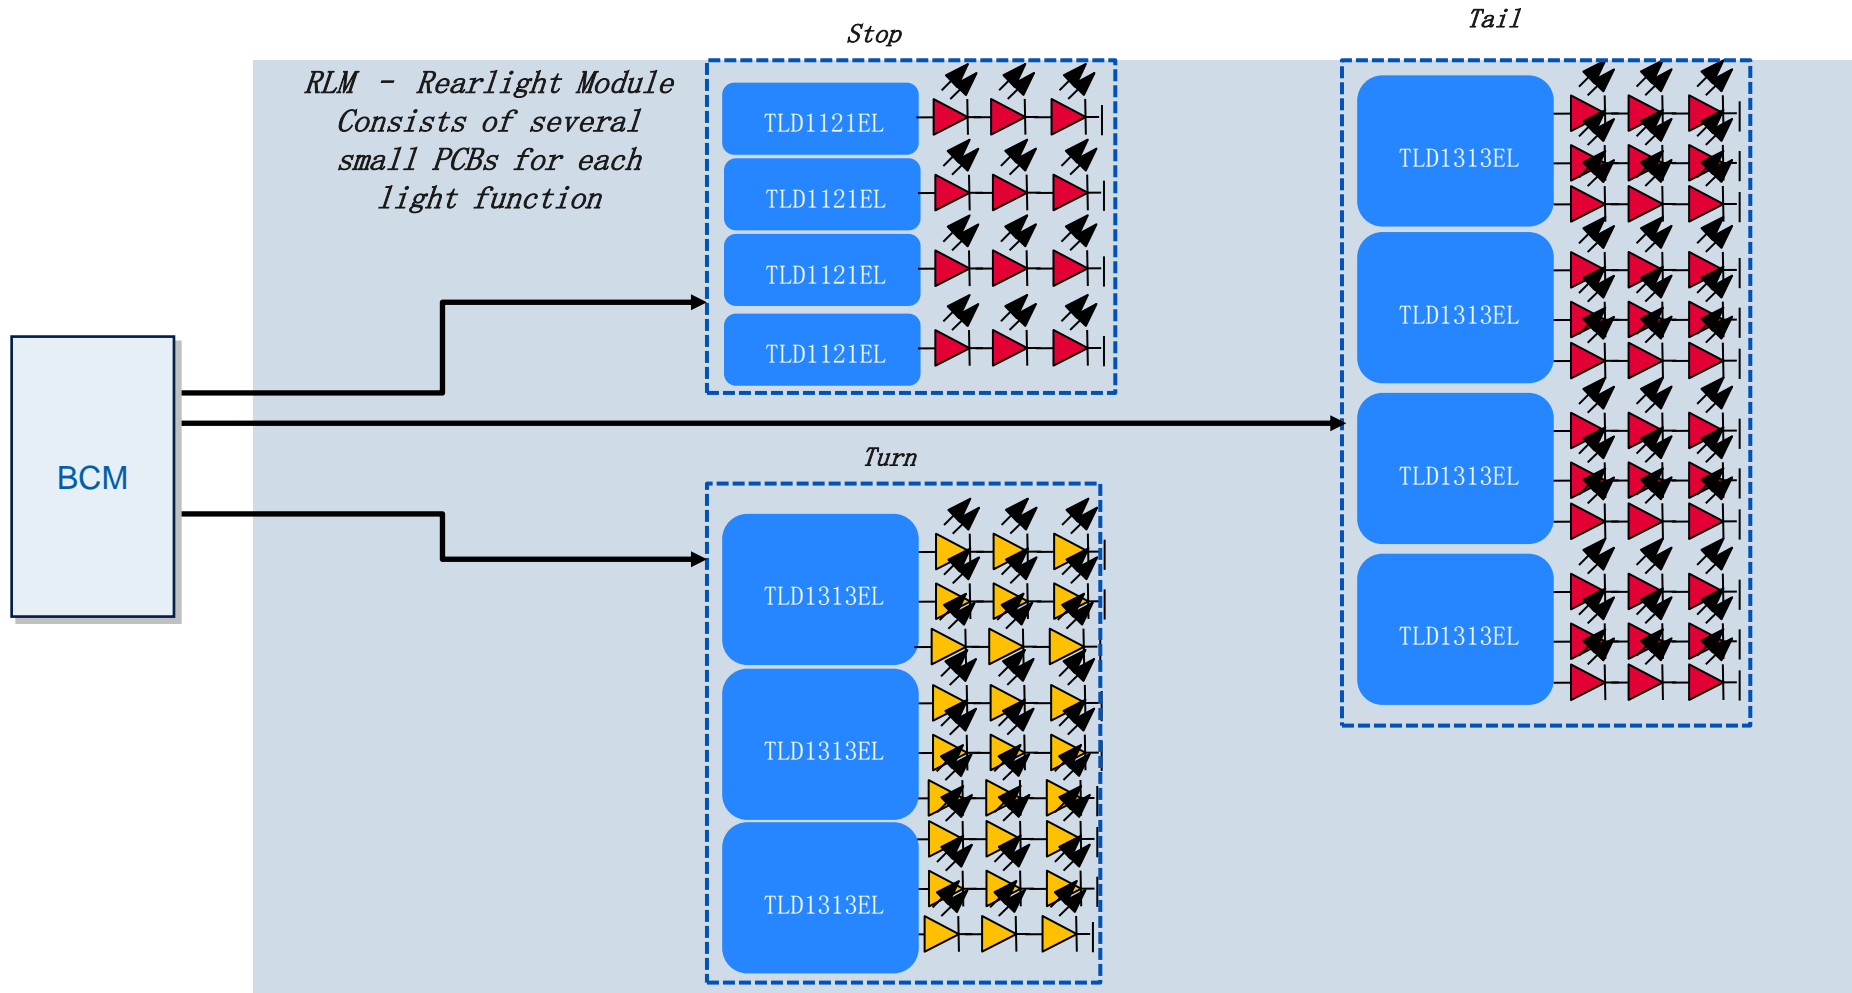 Stop
Tail
RLM - Rearlight Module
Consists of several
small PCBs for each
light function
TLD1121EL
TLD1121EL
TLD1121EL
TLD1121EL
TLD1313EL
TLD1313EL
TLD1313EL
TLD1313EL
BCM
Turn
TLD1313EL
TLD1313EL
TLD1313EL